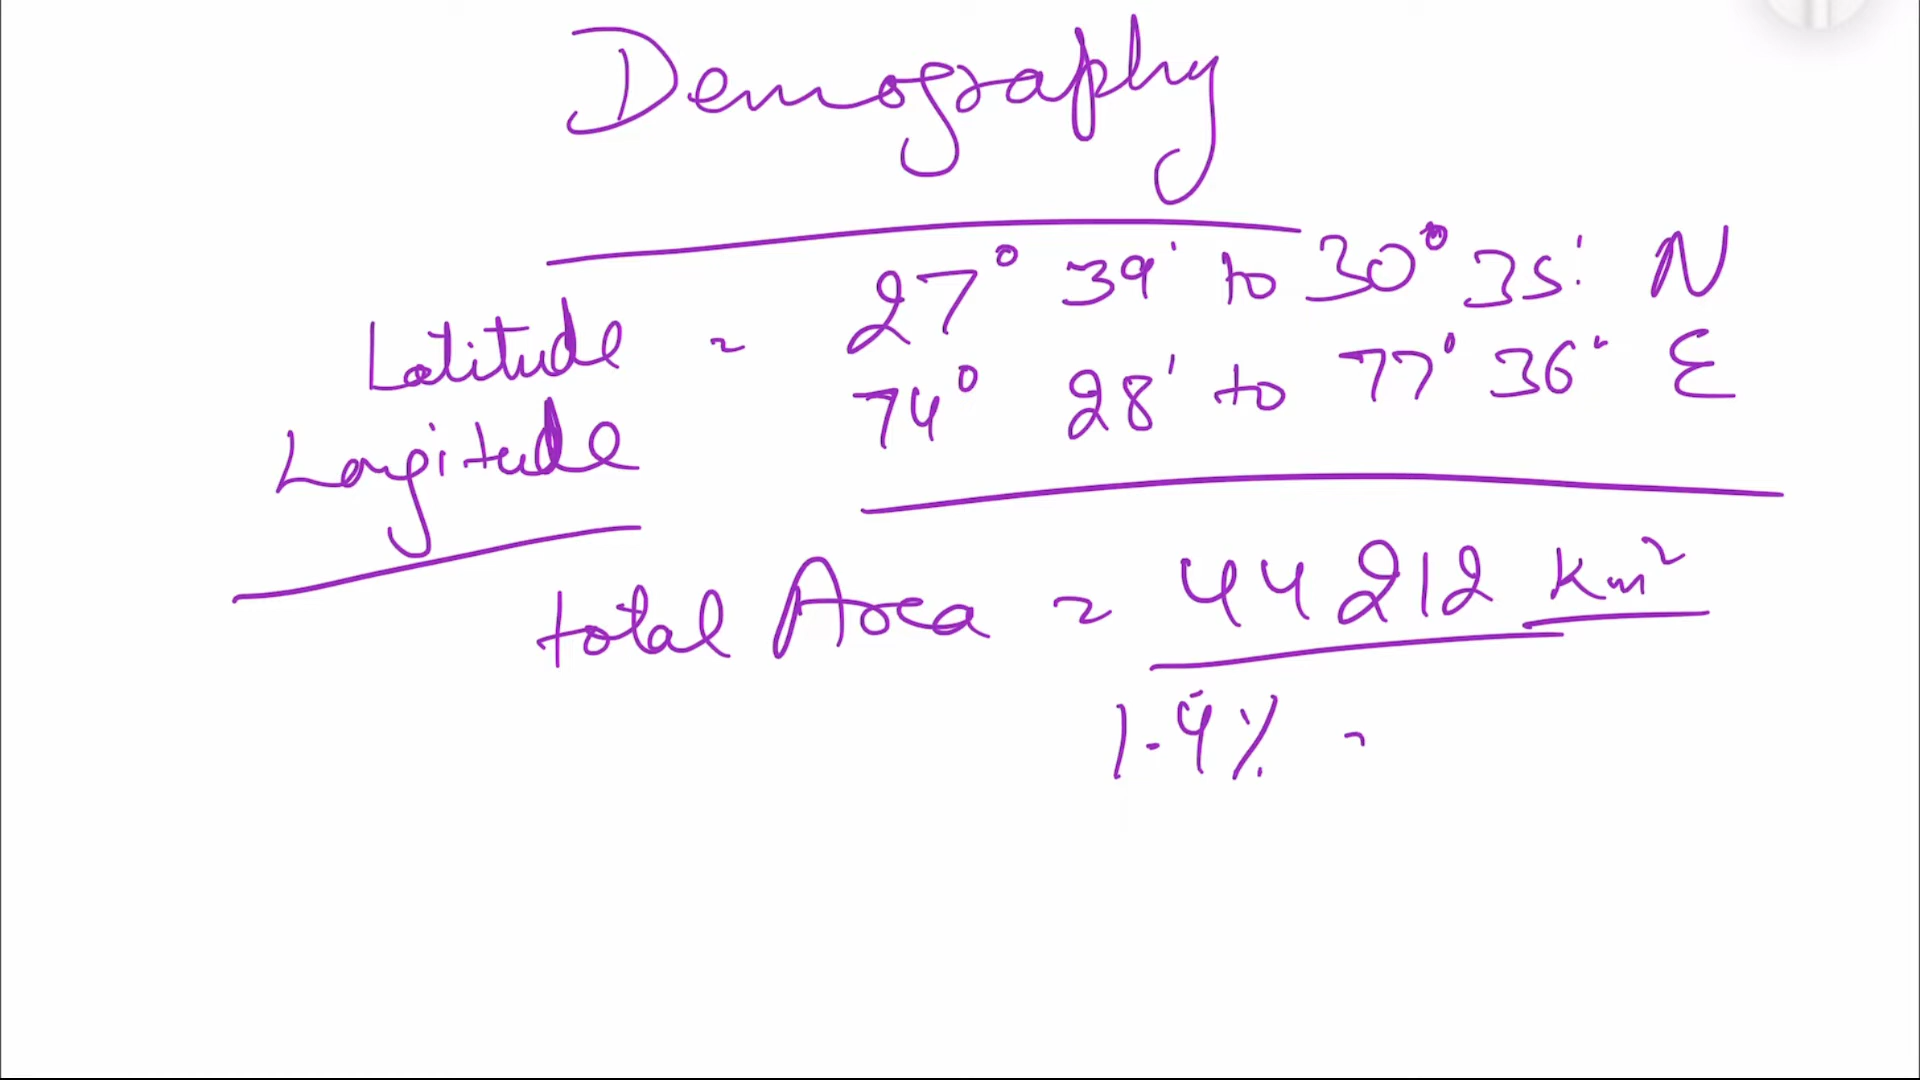 Demography
Latitude = 27° 39' to 30° 35' N
Longitude 74° 28' to 77° 36' E
total Area = 44212 km²
1.4%